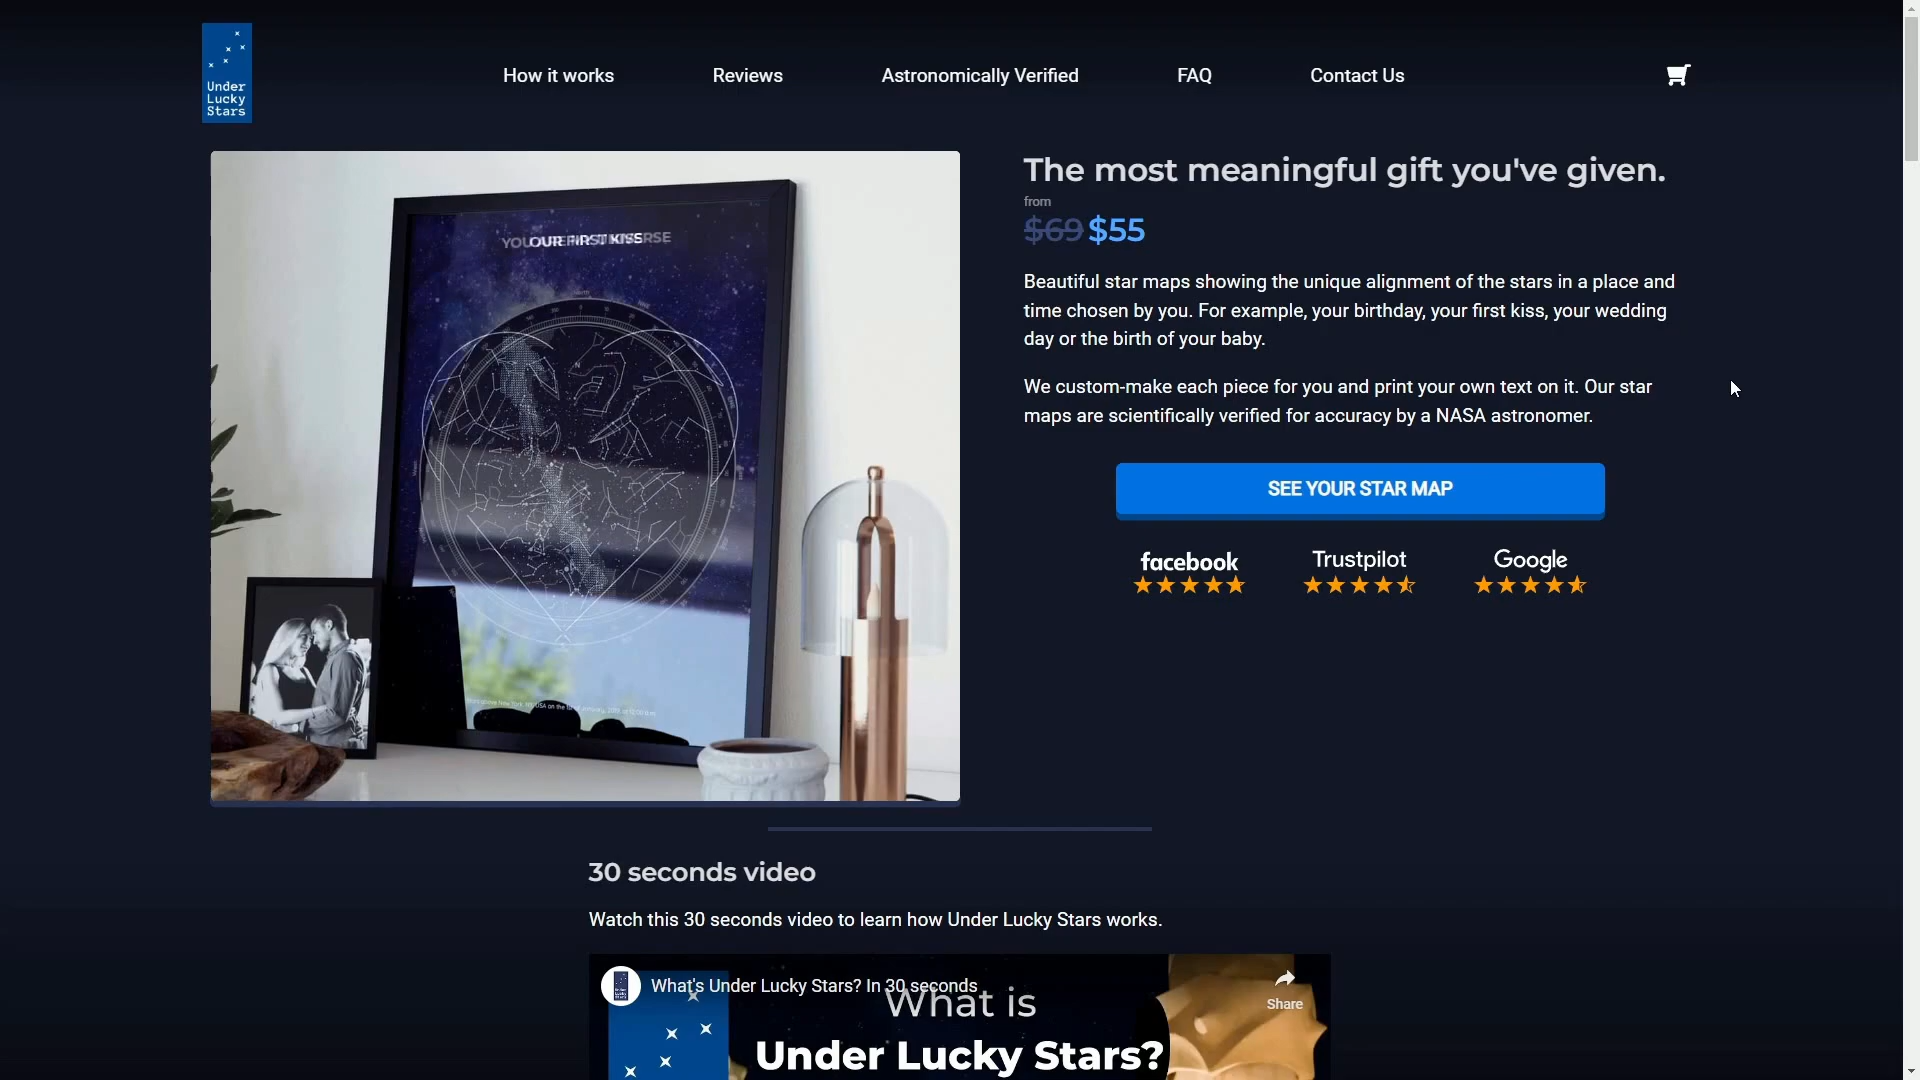 Under
Lucky
Stars
How it works
Reviews
Astronomically Verified
FAQ
Contact Us
OUR FIRST KISS
The most meaningful gift you've given.
from
$69 $55
Beautiful star maps showing the unique alignment of the stars in a place and
time chosen by you. For example, your birthday, your first kiss, your wedding
day or the birth of your baby.
We custom-make each piece for you and print your own text on it. Our star
maps are scientifically verified for accuracy by a NASA astronomer.
SEE YOUR STAR MAP
facebook
Trustpilot
Google
30 seconds video
Watch this 30 seconds video to learn how Under Lucky Stars works.
What's Under Lucky Stars? In 30 seconds
Share
What is
Under Lucky Stars?